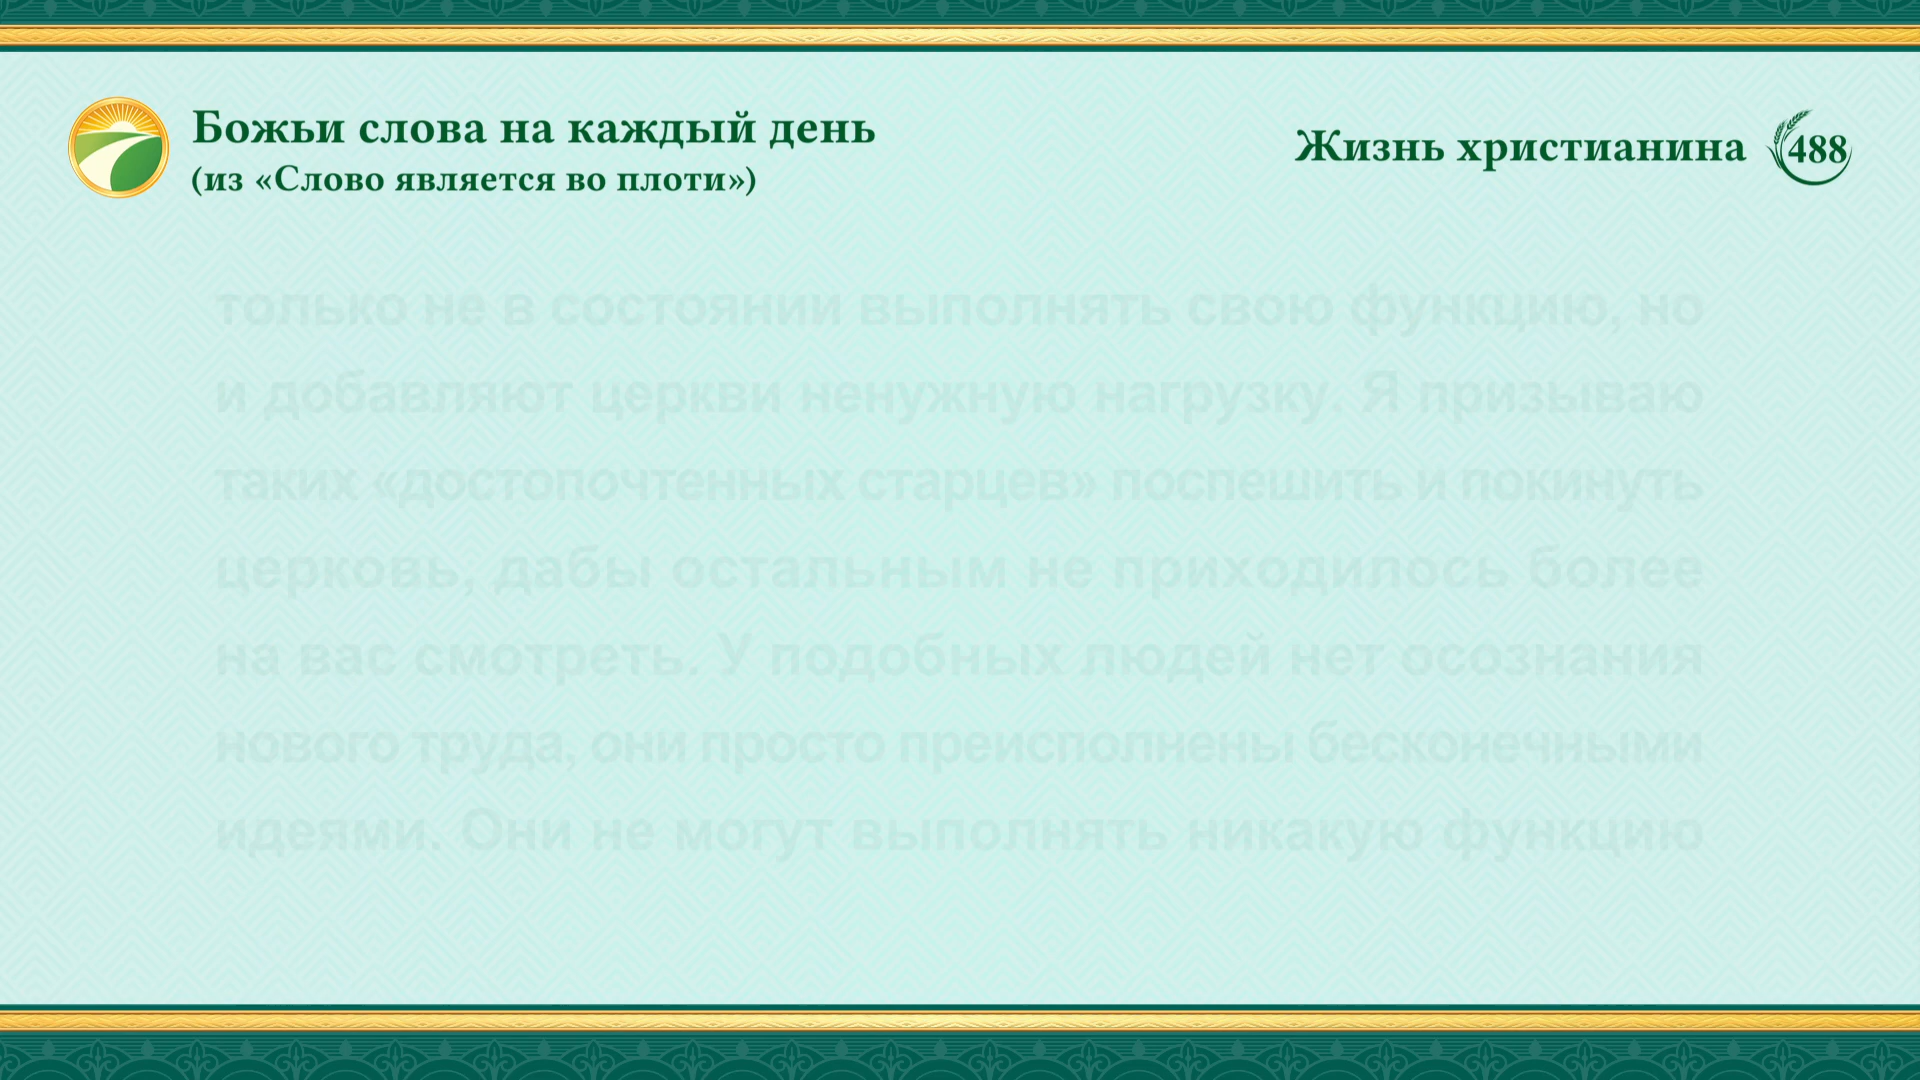 Божьи слова на каждый день
(из «Слово является во плоти»)
Жизнь христианина 488
только не в состоянии выполнять свою функцию, но
и добавляют церкви ненужную нагрузку. Я призываю
таких «достопочтенных старцев» поспешить и покинуть
церковь, дабы остальным не приходилось более
на вас смотреть. У подобных людей нет осознания
нового труда, они просто преисполнены бесконечными
идеями. Они не могут выполнять никакую функцию